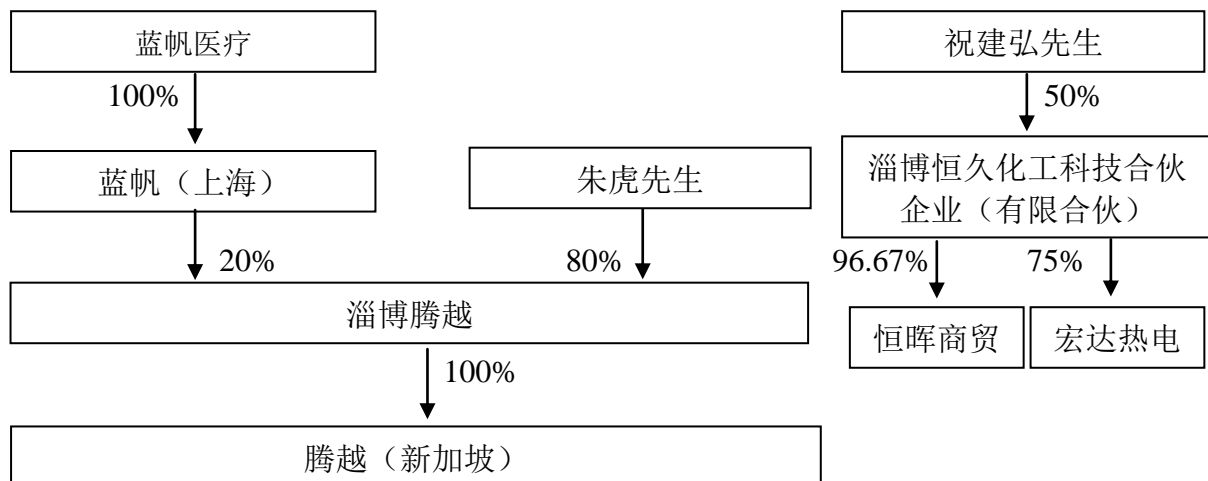 蓝帆医疗
100%
蓝帆（上海）
朱虎先生
20%
80%
淄博腾越
100%
腾越（新加坡）
祝建弘先生
50%
淄博恒久化工科技合伙
企业（有限合伙）
96.67%
75%
恒晖商贸
宏达热电